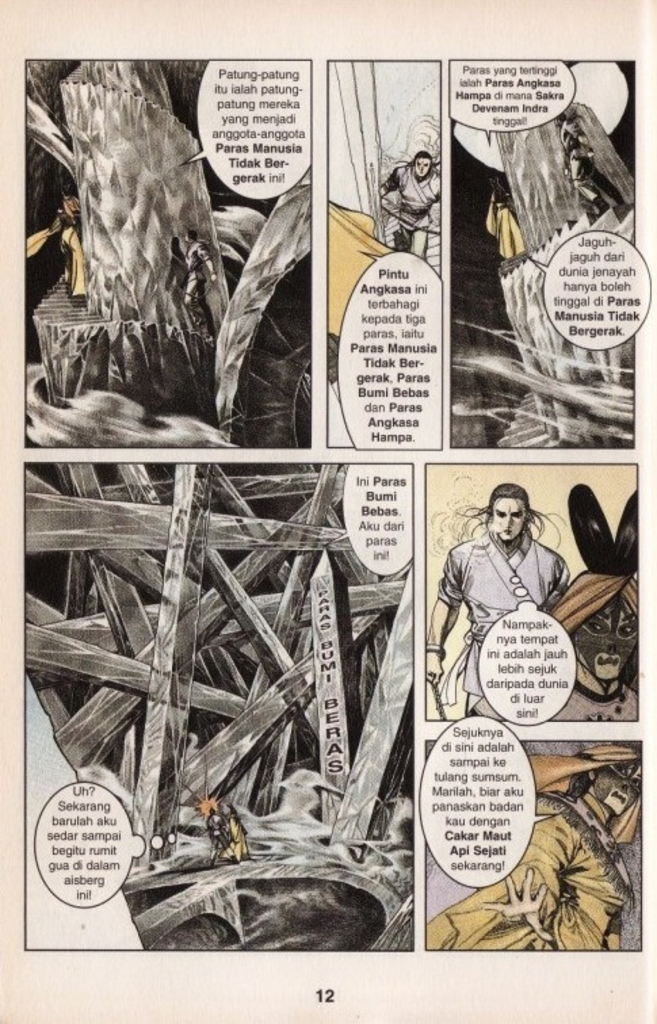 Patung-patung
itu ialah patung-
patung mereka
yang menjadi
anggota-anggota
Paras Manusia
Tidak Ber-
gerak ini!
Pintu
Angkasa ini
terbahagi
kepada tiga
paras, iaitu
Paras Manusia
Tidak Ber-
gerak, Paras
Bumi Bebas
dan Paras
Angkasa
Hampa.
Paras yang tertinggi
ialah Paras Angkasa
Hampa di mana Sakra
Devenam Indra
tinggal!
Jaguh-
jaguh dari
dunia jenayah
hanya boleh
tinggal di Paras
Manusia Tidak
Bergerak.
Ini Paras
Bumi
Bebas.
Aku dari
paras
ini!
PARAS BUMI BERAS
Uh?
Sekarang
barulah aku
sedar sampai
begitu rumit
gua di dalam
aisberg
ini!
Nampak-
nya tempat
ini adalah jauh
lebih sejuk
daripada dunia
di luar
sini!
Sejuknya
di sini adalah
sampai ke
tulang sumsum.
Marilah, biar aku
panaskan badan
kau dengan
Cakar Maut
Api Sejati
sekarang!
12